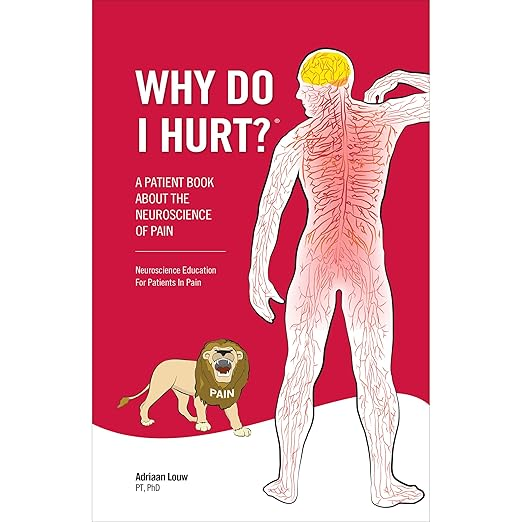 WHY DO
I HURT?®
A PATIENT BOOK
ABOUT THE
NEUROSCIENCE
OF PAIN
Neuroscience Education
For Patients In Pain
PAIN
Adriaan Louw
PT, PhD